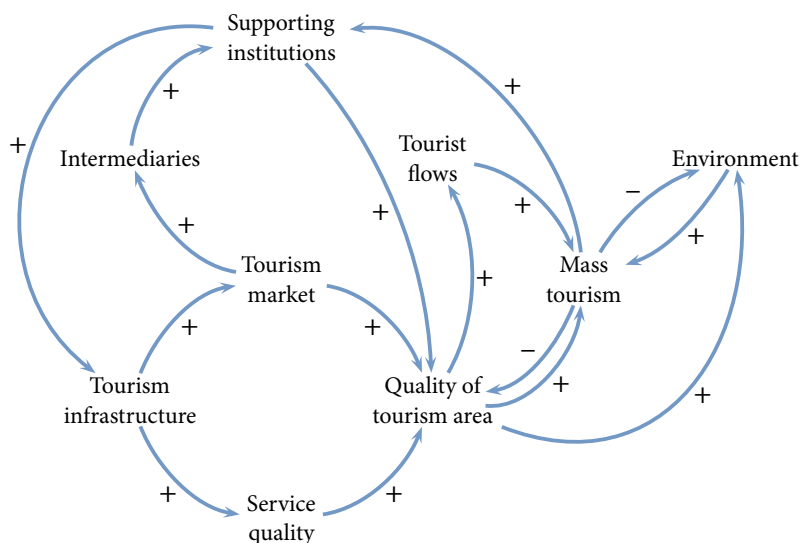 Supporting
institutions
+
+
+
Tourist
flows
Intermediaries
Environment
−
+
+
+
+
Tourism
market
Mass
tourism
+
+
+
−
+
Tourism
infrastructure
Quality of
tourism area
+
+
+
Service
quality